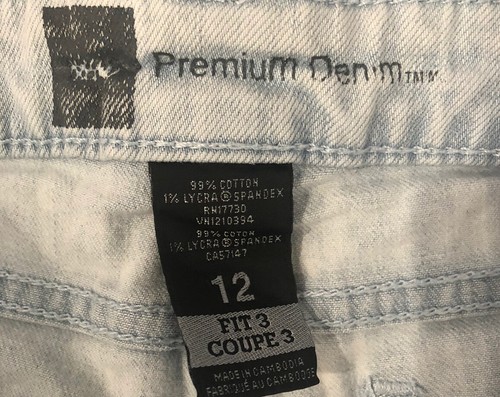 Premium Denim™
99% COTTON
1% LYCRA ® SPANDEX
RN17730
VN1210394
99% COTON
1% LYCRA ® SPANDEX
CA57147
12
FIT 3
COUPE 3
MADE IN CAMBODIA
FABRIQUÉ AU CAMBODGE